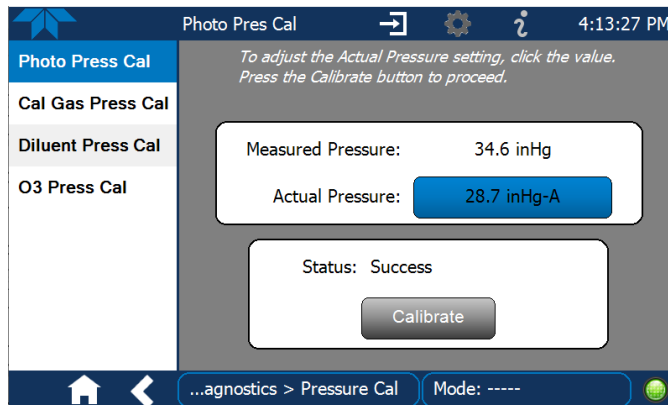 Photo Pres Cal
4:13:27 PM
Photo Press Cal
Cal Gas Press Cal
Diluent Press Cal
O3 Press Cal
To adjust the Actual Pressure setting, click the value.
Press the Calibrate button to proceed.
Measured Pressure: 34.6 inHg
Actual Pressure: 28.7 inHg-A
Status: Success
Calibrate
...agnostics > Pressure Cal
Mode: -----